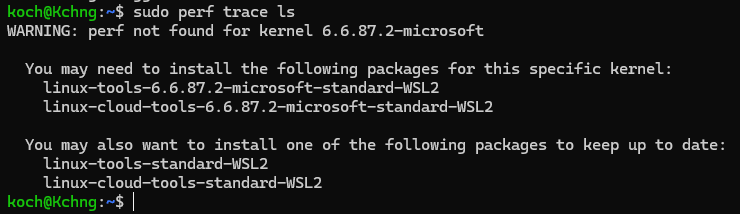 koch@Kchng:~$ sudo perf trace ls
WARNING: perf not found for kernel 6.6.87.2-microsoft
You may need to install the following packages for this specific kernel:
linux-tools-6.6.87.2-microsoft-standard-WSL2
linux-cloud-tools-6.6.87.2-microsoft-standard-WSL2
You may also want to install one of the following packages to keep up to date:
linux-tools-standard-WSL2
linux-cloud-tools-standard-WSL2
koch@Kchng:~$